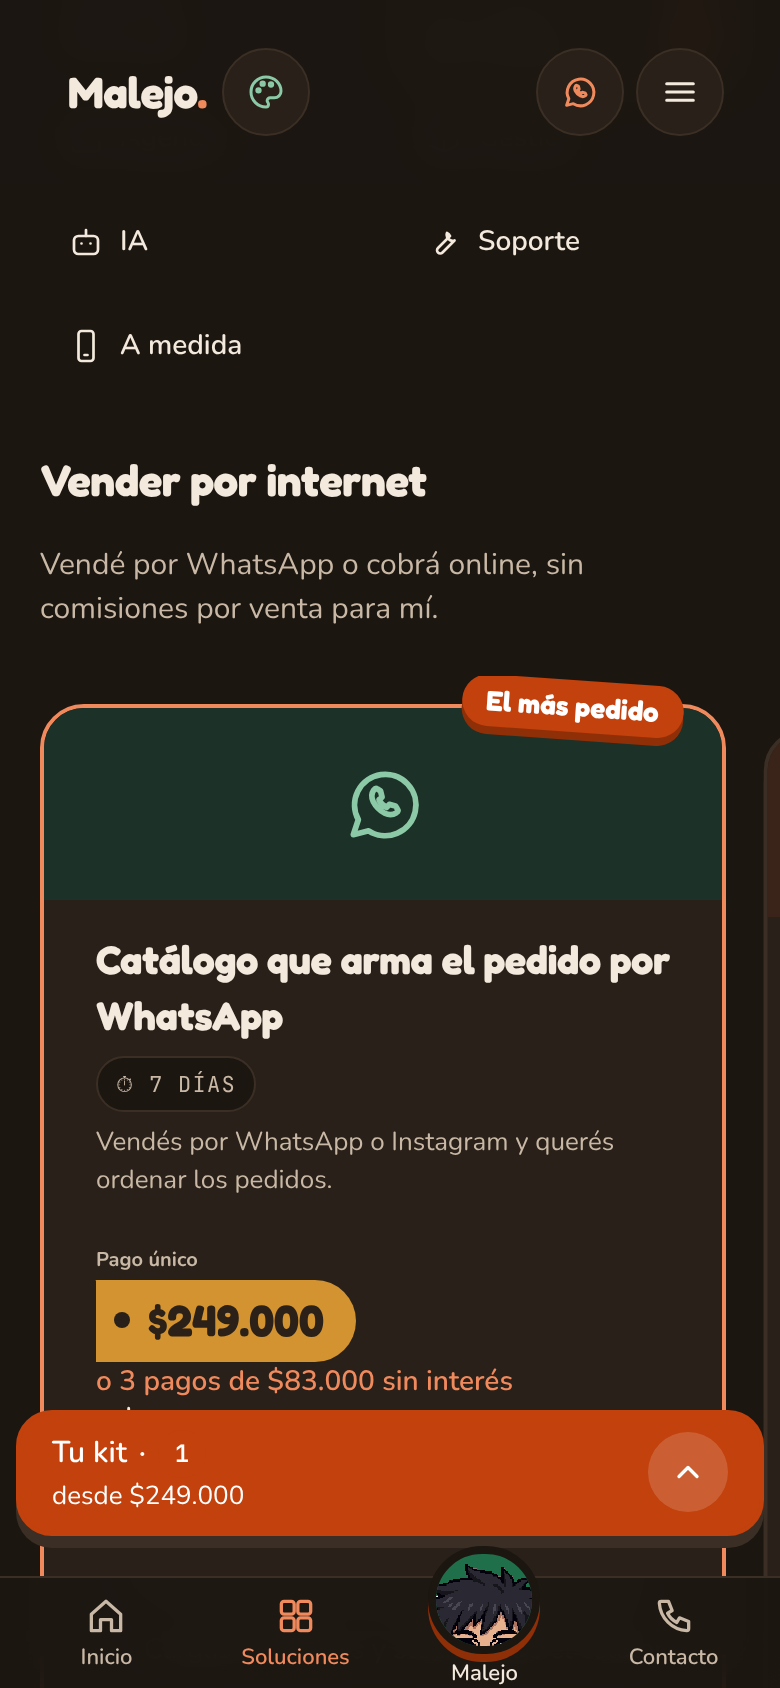 Malejo.
IA
Soporte
A medida
Vender por internet
Vendé por WhatsApp o cobrá online, sin
comisiones por venta para mí.
El más pedido
Catálogo que arma el pedido por
WhatsApp
⏱ 7 DÍAS
Vendés por WhatsApp o Instagram y querés
ordenar los pedidos.
Pago único
• $249.000
o 3 pagos de $83.000 sin interés
Tu kit · 1
desde $249.000
Inicio
Soluciones
Malejo
Contacto